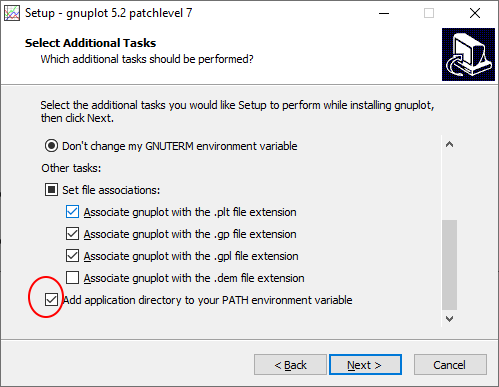 Setup - gnuplot 5.2 patchlevel 7
Select Additional Tasks
Which additional tasks should be performed?
Select the additional tasks you would like Setup to perform while installing gnuplot,
then click Next.
Don't change my GNUTERM environment variable
Other tasks:
Set file associations:
Associate gnuplot with the .plt file extension
Associate gnuplot with the .gp file extension
Associate gnuplot with the .gpl file extension
Associate gnuplot with the .dem file extension
Add application directory to your PATH environment variable
< Back
Next >
Cancel